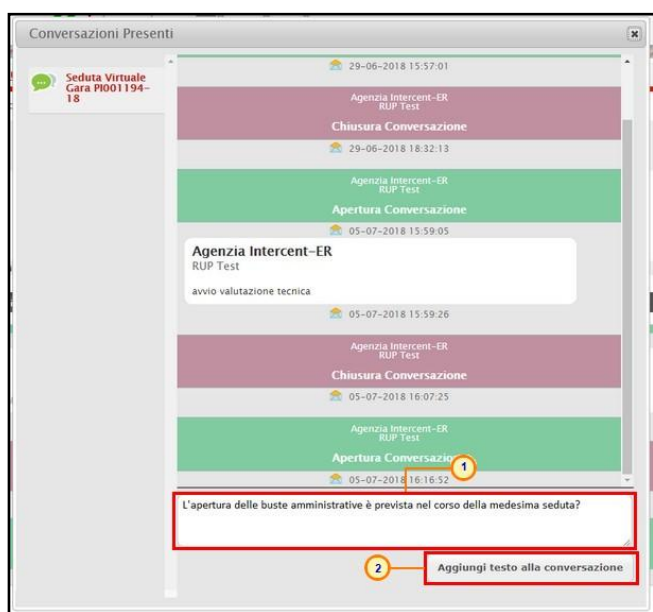 Conversazioni Presenti
Seduta Virtuale
Gara PI001194-
18
29-06-2018 15:57:01
Agenzia Intercent-ER
RUP Test
Chiusura Conversazione
29-06-2018 18:32:13
Agenzia Intercent-ER
RUP Test
Apertura Conversazione
05-07-2018 15:59:05
Agenzia Intercent-ER
RUP Test
avvio valutazione tecnica
05-07-2018 15:59:26
Agenzia Intercent-ER
RUP Test
Chiusura Conversazione
05-07-2018 16:07:25
Agenzia Intercent-ER
RUP Test
Apertura Conversazione
1
05-07-2018 16:16:52
L'apertura delle buste amministrative è prevista nel corso della medesima seduta?
2
Aggiungi testo alla conversazione